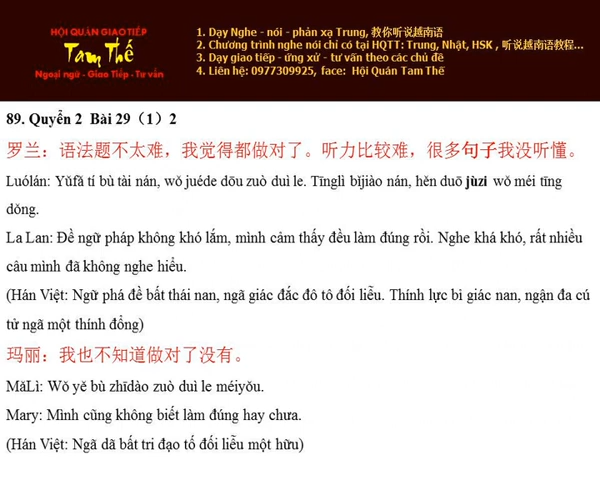 HỘI QUÁN GIAO TIẾP
Tam Thế
Ngoại ngữ - Giao Tiếp - Tư vấn
1. Dạy Nghe - nói - phản xạ Trung, 教你听说越南语
2. Chương trình nghe nói chỉ có tại HQTT: Trung, Nhật, HSK , 听说越南语教程...
3. Dạy giao tiếp - ứng xử - tư vấn theo các chủ đề
4. Liên hệ: 0977309925, face: Hội Quán Tam Thế
89. Quyển 2 Bài 29（1）2
罗兰：语法题不太难，我觉得都做对了。听力比较难，很多句子我没听懂。
Luólán: Yǔfǎ tí bù tài nán, wǒ juéde dōu zuò duì le. Tīnglì bǐjiào nán, hěn duō jùzi wǒ méi tīng
dǒng.
La Lan: Đề ngữ pháp không khó lắm, mình cảm thấy đều làm đúng rồi. Nghe khá khó, rất nhiều
câu mình đã không nghe hiểu.
(Hán Việt: Ngữ phá đề bất thái nan, ngã giác đắc đô tô đối liễu. Thính lực bỉ giác nan, ngận đa cú
tử ngã một thính đổng)
玛丽：我也不知道做对了没有。
MǎLì: Wǒ yě bù zhīdào zuò duì le méiyǒu.
Mary: Mình cũng không biết làm đúng hay chưa.
(Hán Việt: Ngã dã bất tri đạo tố đối liễu một hữu)